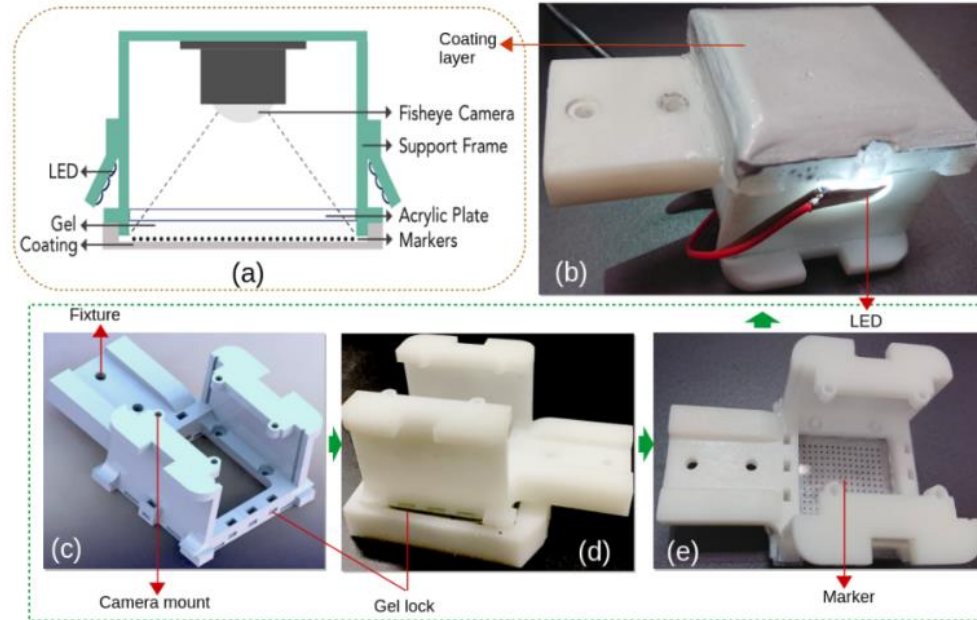 Fisheye Camera
Support Frame
LED
Gel
Acrylic Plate
Coating
Markers
(a)
Coating
layer
(b)
LED
Fixture
(c)
Camera mount
(d)
Gel lock
(e)
Marker